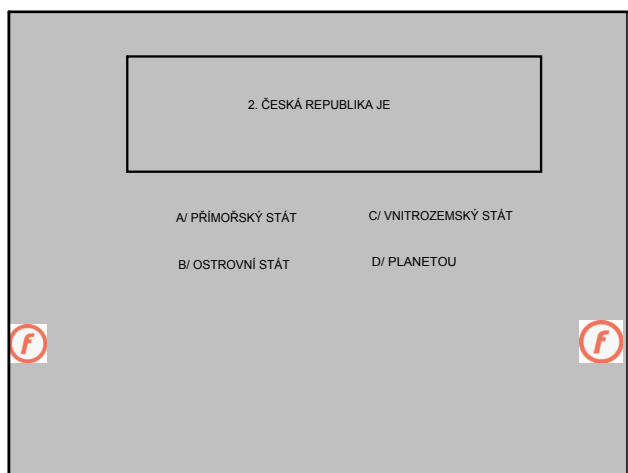 2. ČESKÁ REPUBLIKA JE
A/ PŘÍMOŘSKÝ STÁT
C/ VNITROZEMSKÝ STÁT
B/ OSTROVNÍ STÁT
D/ PLANETOU
f
f